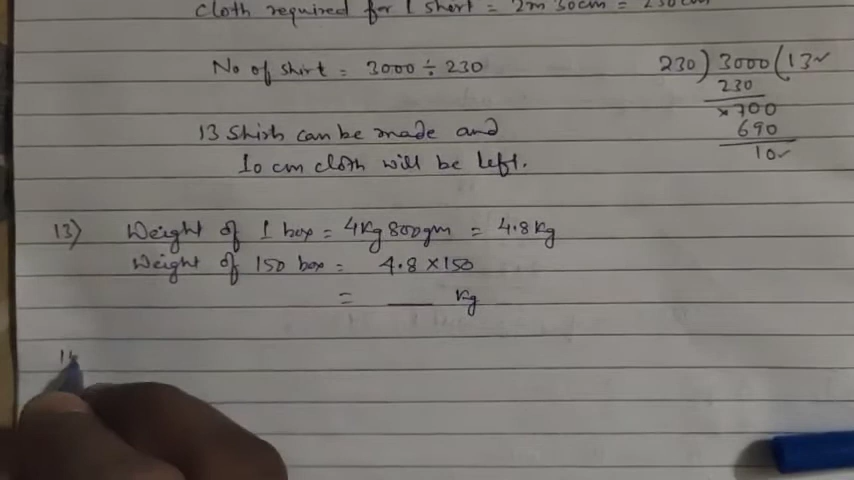 cloth required for 1 short = 2m 30cm = 230cm
No of shirt = 3000 ÷ 230
230 ) 3000 ( 13
230
× 700
690
10
13 Shirts can be made and
10 cm cloth will be left.
13) Weight of 1 box = 4Kg 800gm = 4.8 Kg
Weight of 150 box = 4.8 × 150
= ___ Kg